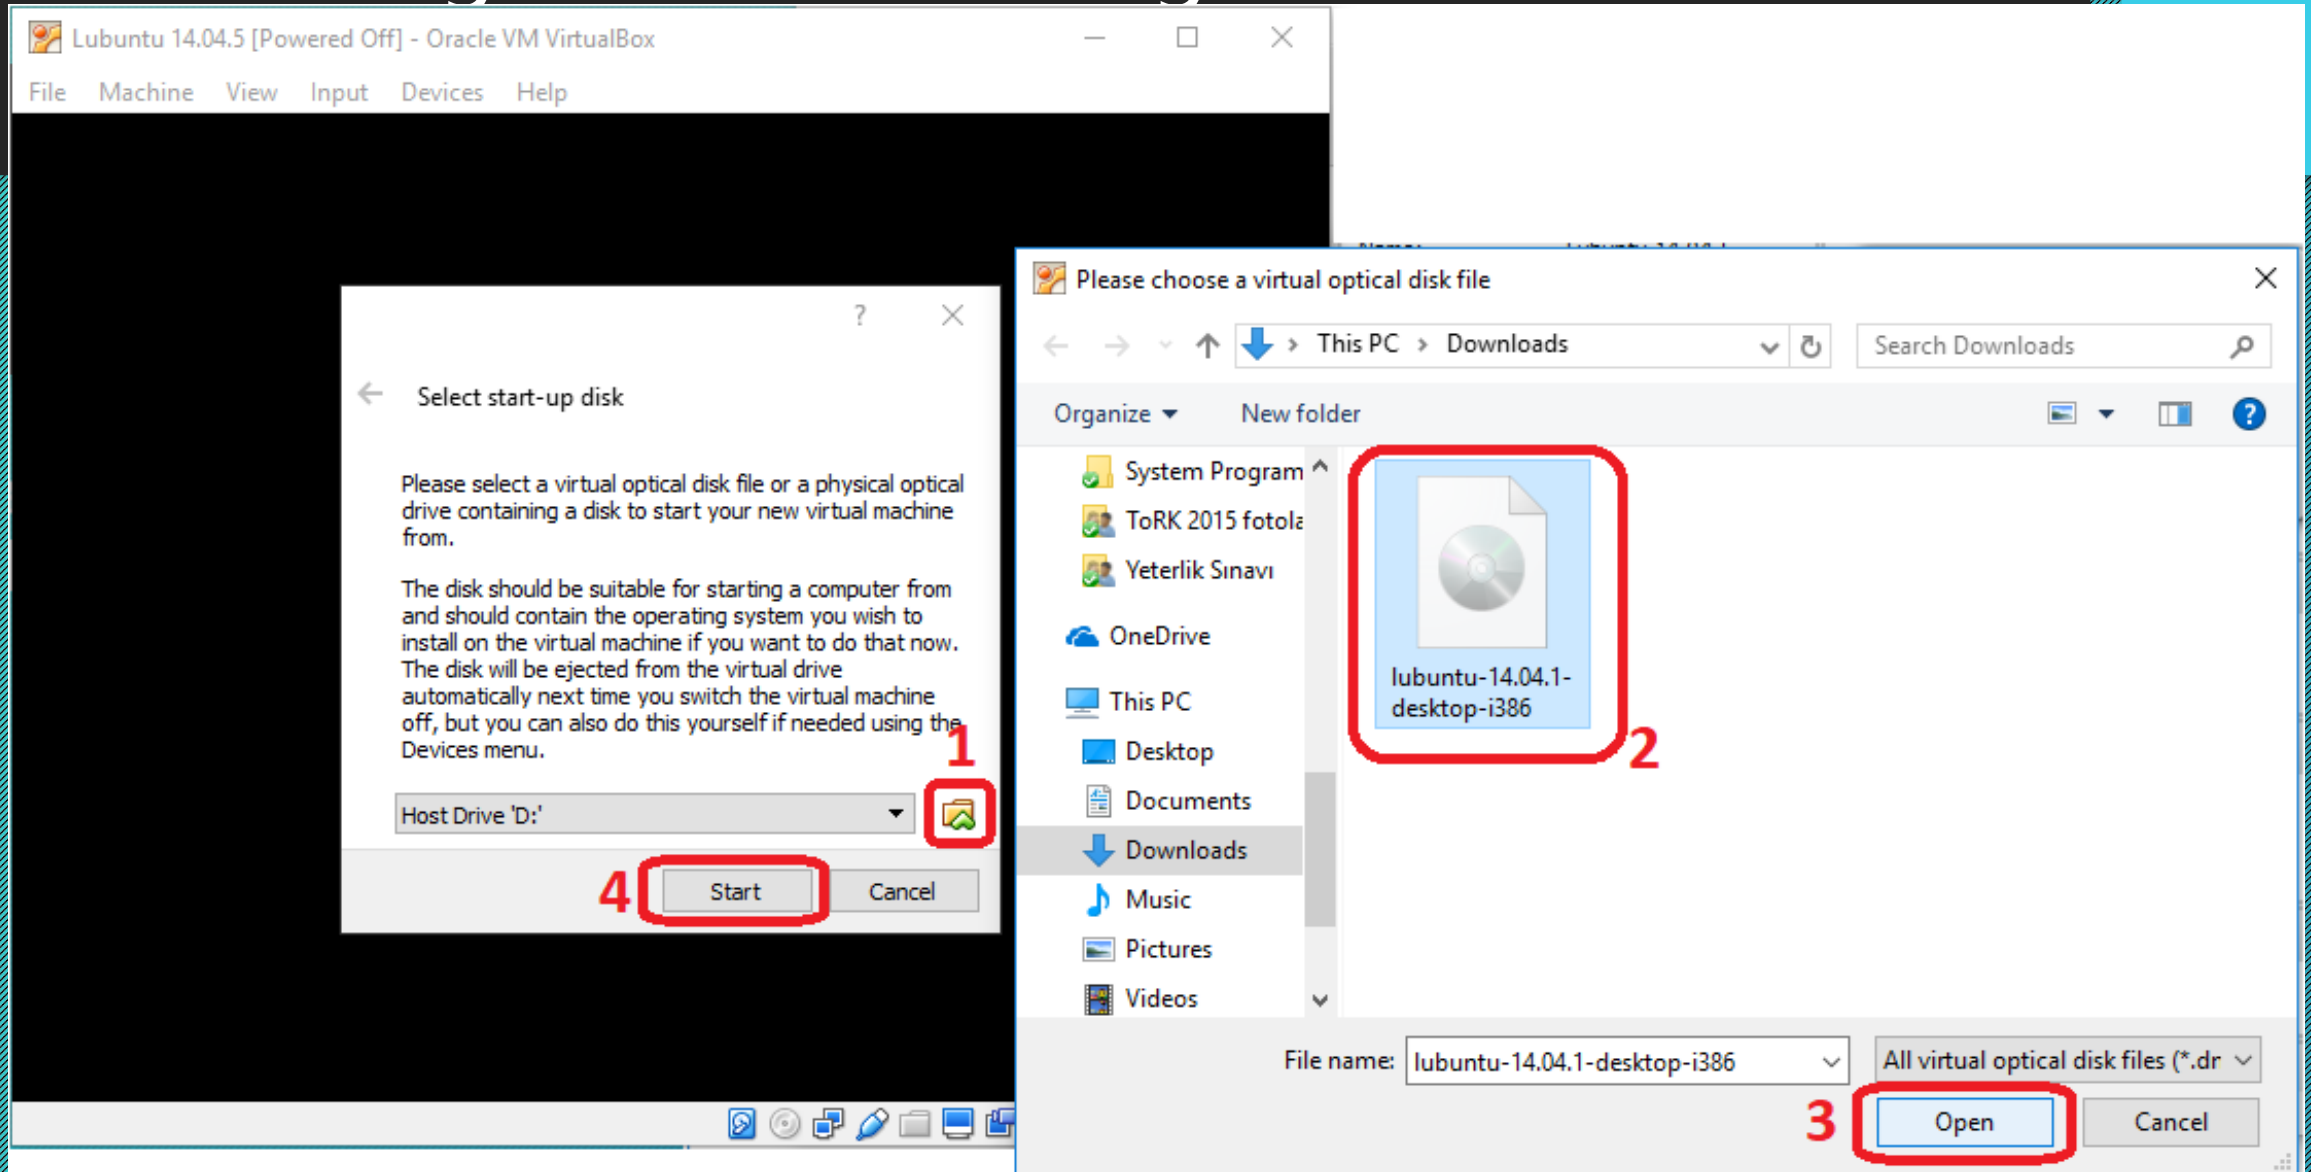 Lubuntu 14.04.5 [Powered Off] - Oracle VM VirtualBox
File Machine View Input Devices Help
?
Select start-up disk
Please select a virtual optical disk file or a physical optical
drive containing a disk to start your new virtual machine
from.
The disk should be suitable for starting a computer from
and should contain the operating system you wish to
install on the virtual machine if you want to do that now.
The disk will be ejected from the virtual drive
automatically next time you switch the virtual machine
off, but you can also do this yourself if needed using the
Devices menu.
1
Host Drive 'D:'
4
Start Cancel
Please choose a virtual optical disk file
This PC Downloads
Search Downloads
Organize New folder
?
System Program
ToRK 2015 fotola
Yeterlik Sınavı
OneDrive
This PC
Desktop
Documents
Downloads
Music
Pictures
Videos
lubuntu-14.04.1-
desktop-i386
2
File name: lubuntu-14.04.1-desktop-i386
All virtual optical disk files (*.dr
3
Open Cancel